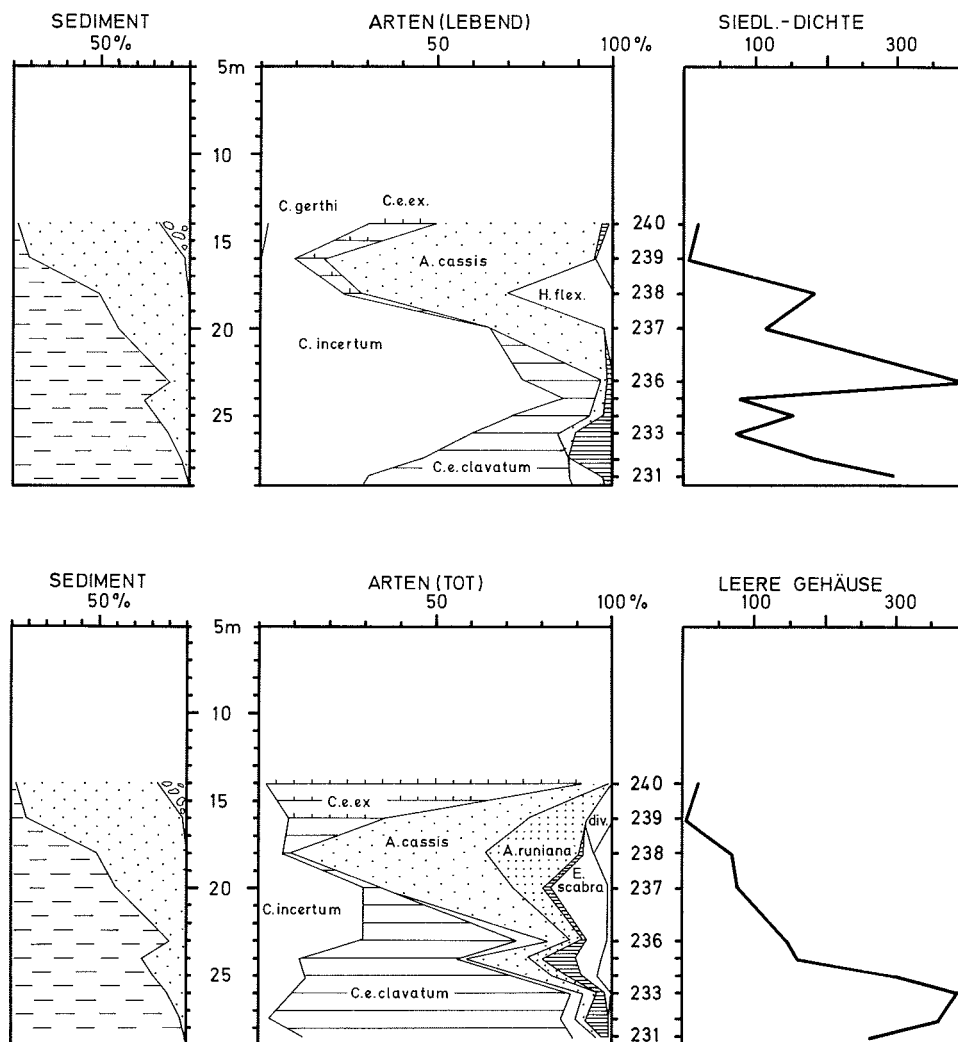 SEDIMENT ARTEN (LEBEND) SIEDL.-DICHTE
50% 50 100% 100 300
5m
C. gerthi C.e.ex. 240
10
15 A. cassis 239
H. flex. 238
20 237
C. incertum
236
25 233
C.e. clavatum 231
SEDIMENT ARTEN (TOT) LEERE GEHÄUSE
50% 50 100% 100 300
5m
10
240
15 C.e.ex div. 239
A. cassis A. runiana 238
E.
20 scabra 237
C. incertum
236
25 C.e. clavatum 233
231